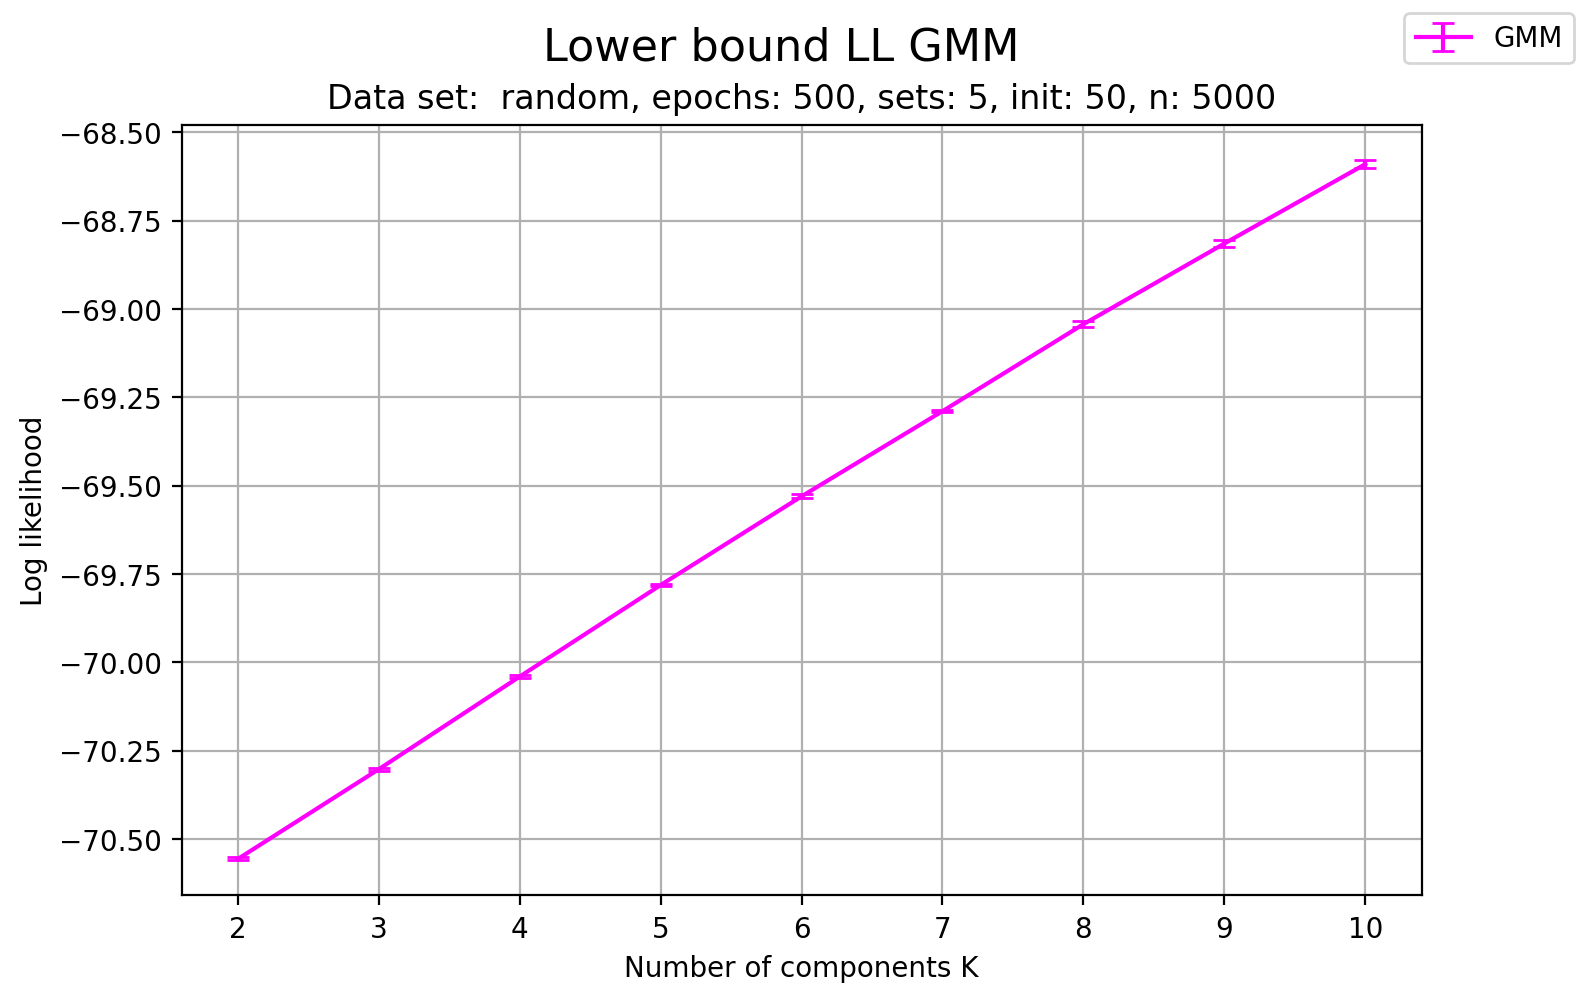 Lower bound LL GMM
GMM
Data set:  random, epochs: 500, sets: 5, init: 50, n: 5000
−68.50
−68.75
−69.00
−69.25
−69.50
−69.75
−70.00
−70.25
−70.50
Log likelihood
2 3 4 5 6 7 8 9 10
Number of components K